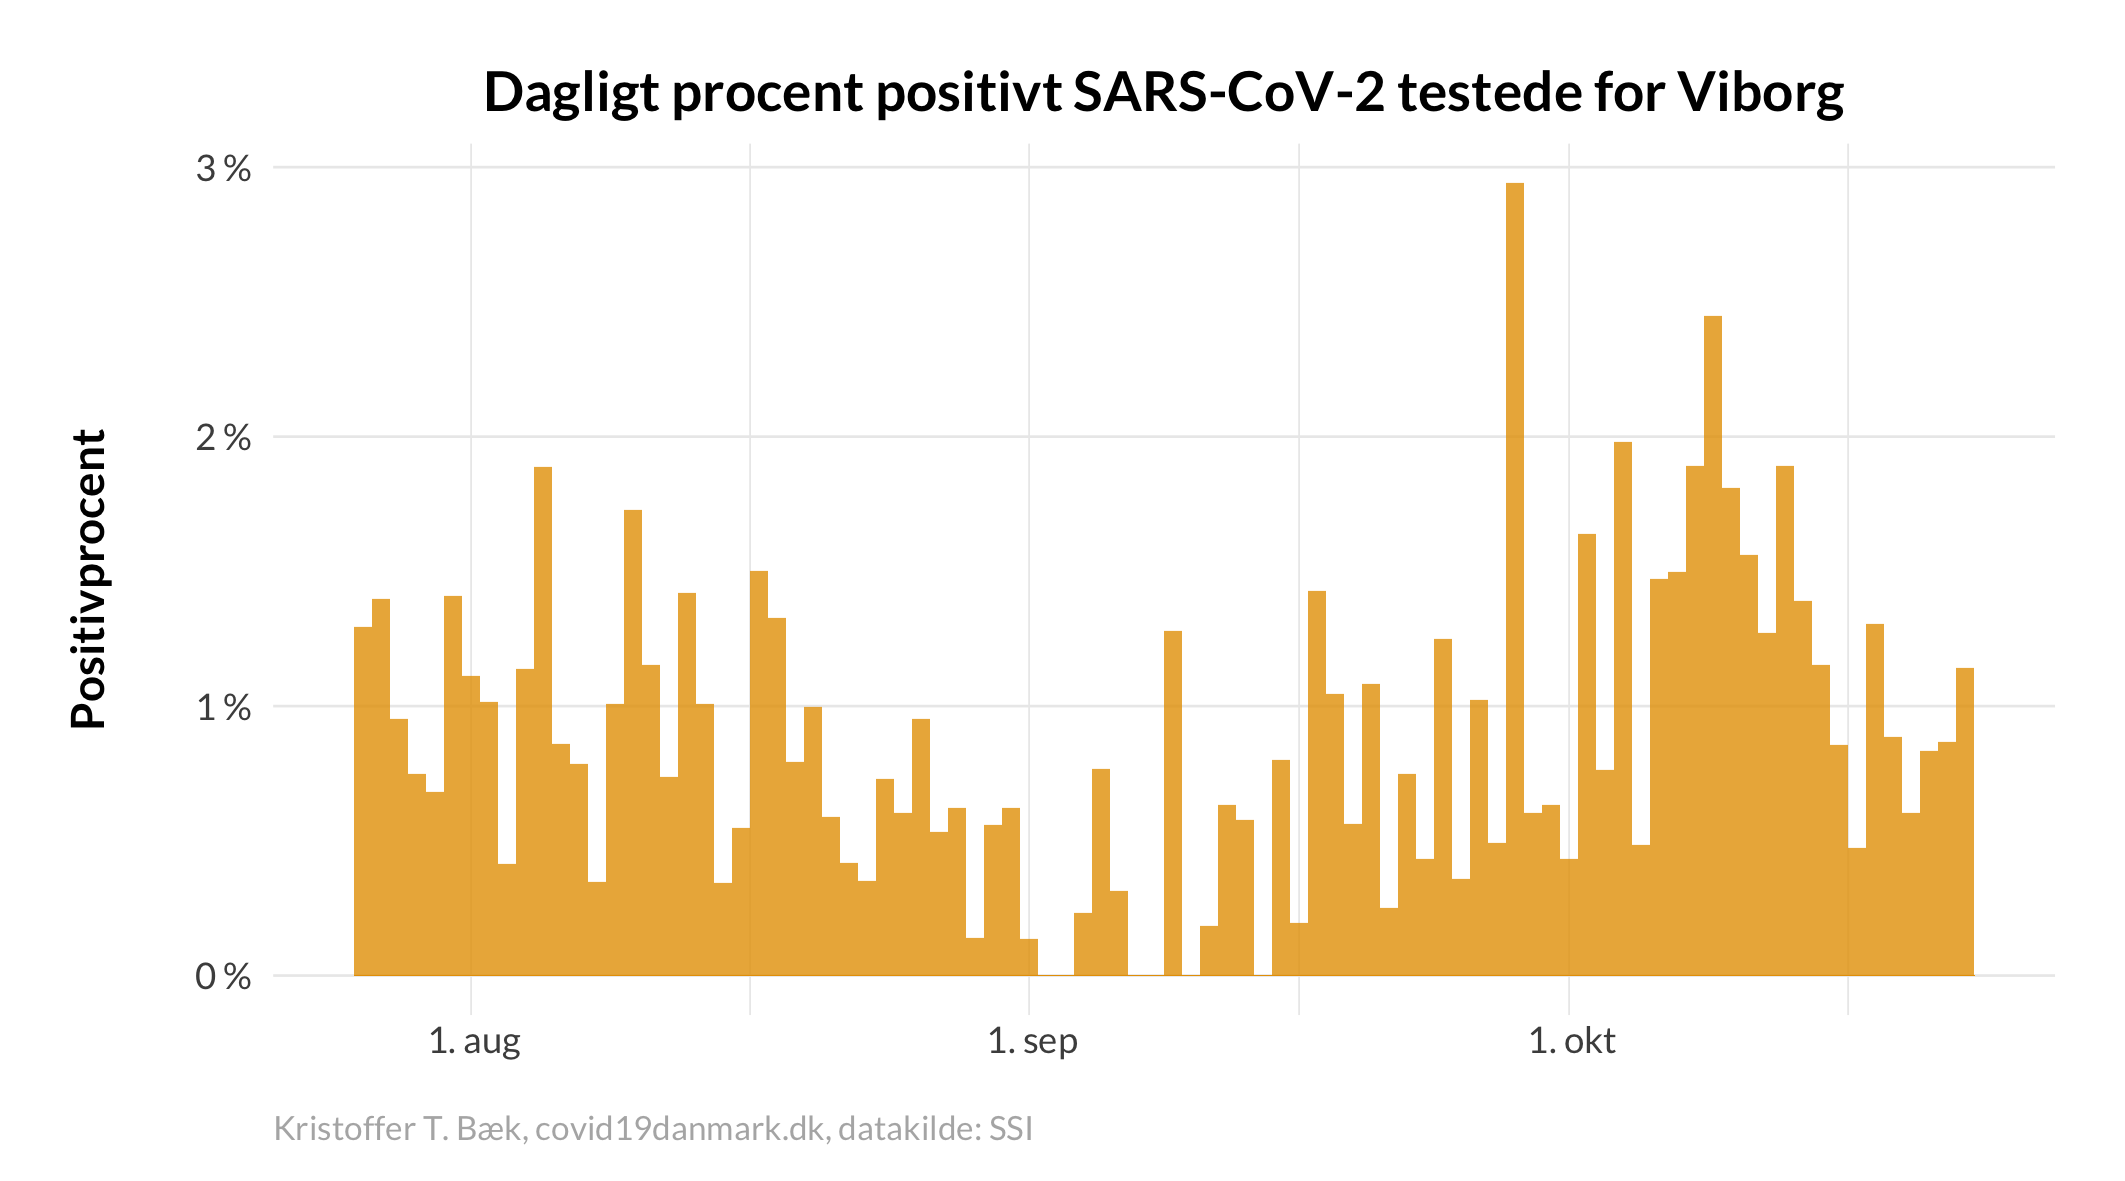 Dagligt procent positivt SARS-CoV-2 testede for Viborg
Positivprocent
3 %
2 %
1 %
0 %
1. aug
1. sep
1. okt
Kristoffer T. Bæk, covid19danmark.dk, datakilde: SSI